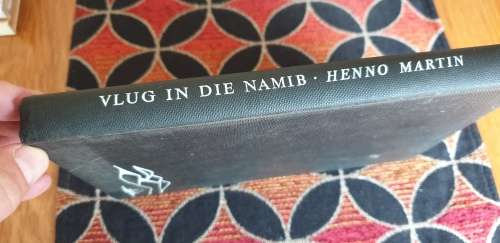 VLUG IN DIE NAMIB · HENNO MARTIN